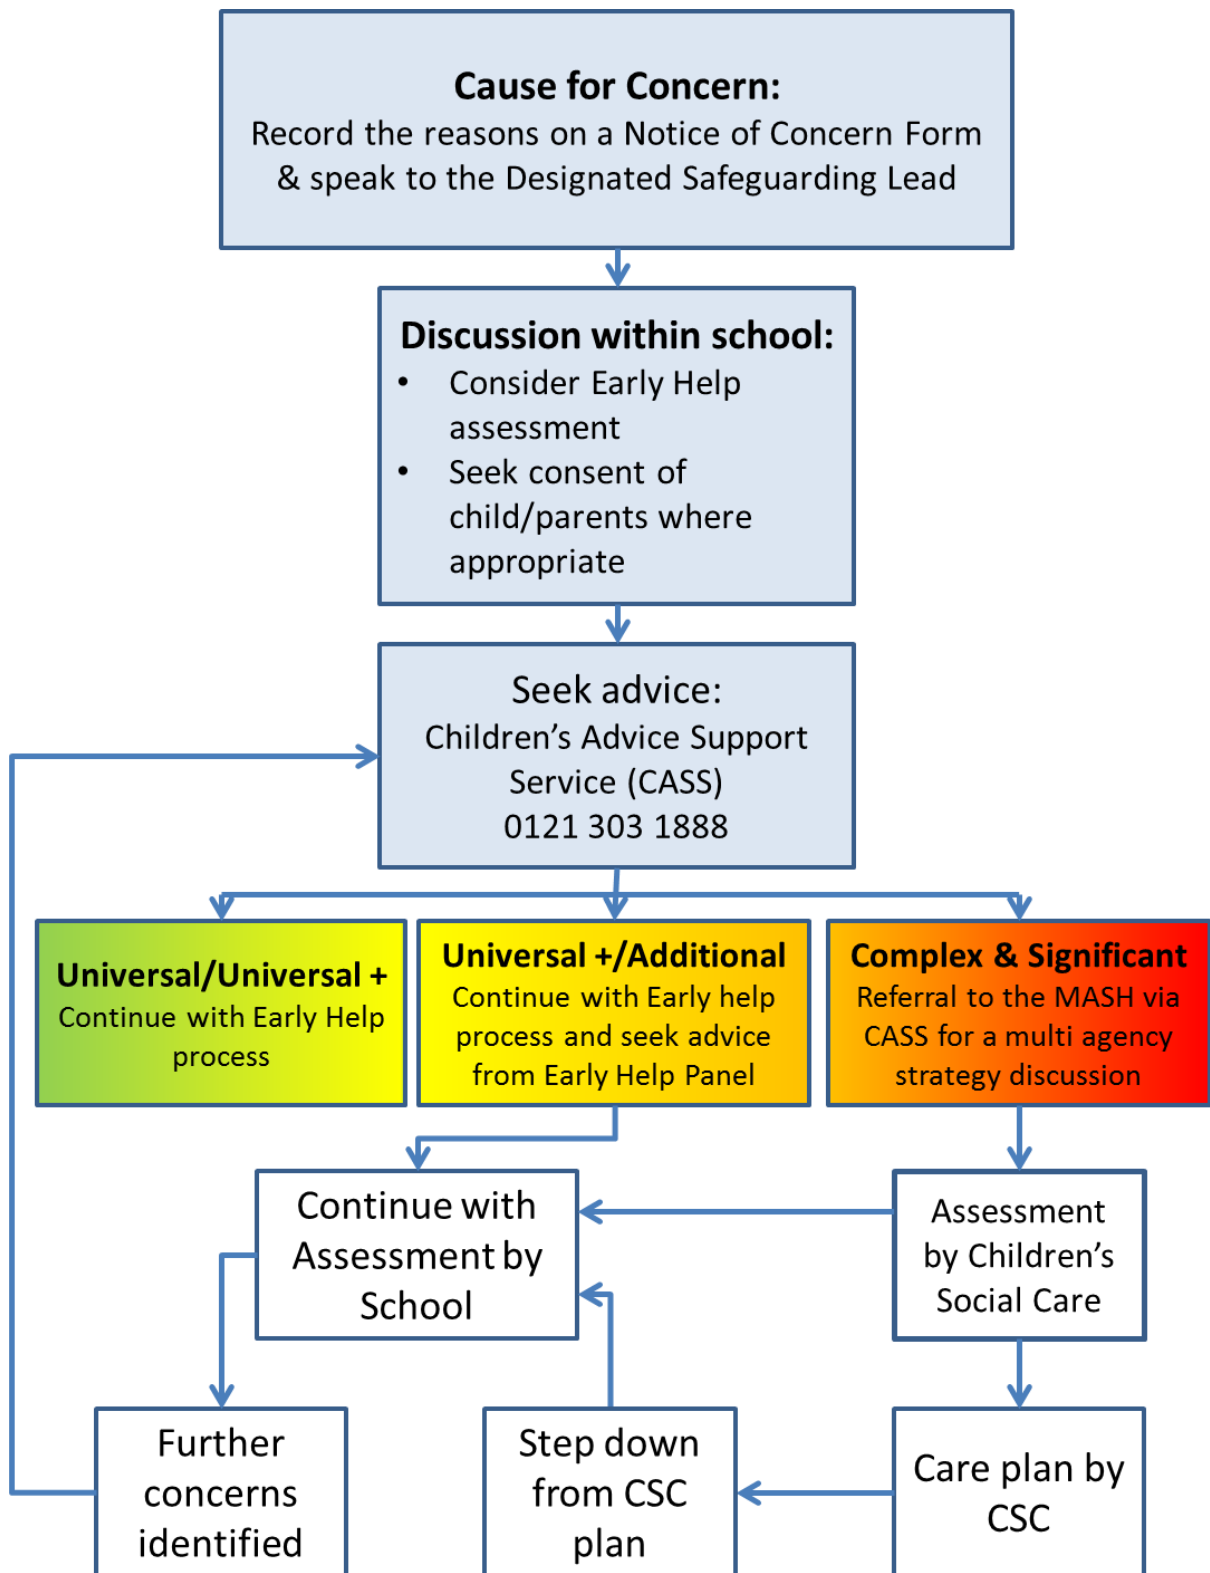 Cause for Concern:
Record the reasons on a Notice of Concern Form
& speak to the Designated Safeguarding Lead
Discussion within school:
• Consider Early Help
assessment
• Seek consent of
child/parents where
appropriate
Seek advice:
Children’s Advice Support
Service (CASS)
0121 303 1888
Universal/Universal +
Continue with Early Help
process
Universal +/Additional
Continue with Early help
process and seek advice
from Early Help Panel
Complex & Significant
Referral to the MASH via
CASS for a multi agency
strategy discussion
Continue with
Assessment by
School
Assessment
by Children’s
Social Care
Further
concerns
identified
Step down
from CSC
plan
Care plan by
CSC